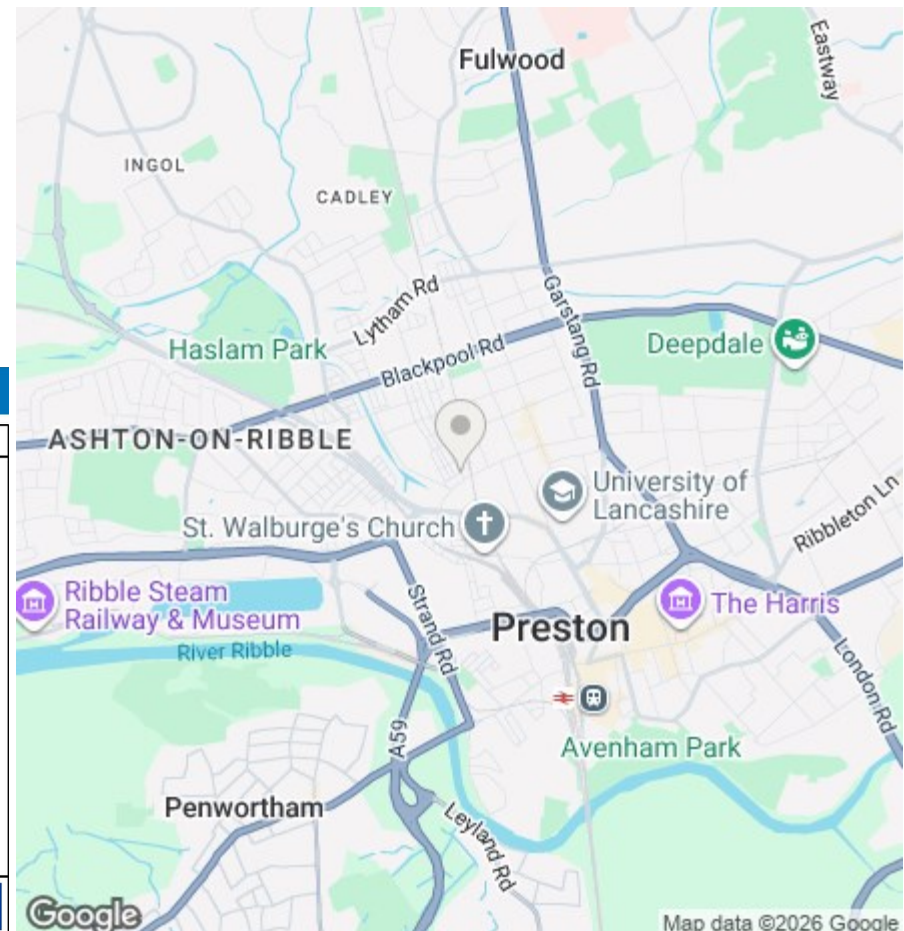 Fulwood
Eastway
INGOL
CADLEY
Lytham Rd
Garstang Rd
Haslam Park
Blackpool Rd
Deepdale
ASHTON-ON-RIBBLE
University of
Lancashire
St. Walburge's Church
Ribbleton Ln
Ribble Steam
Railway & Museum
Strand Rd
The Harris
Preston
River Ribble
London Rd
A59
Avenham Park
Penwortham
Leyland Rd
Google
Map data ©2026 Google